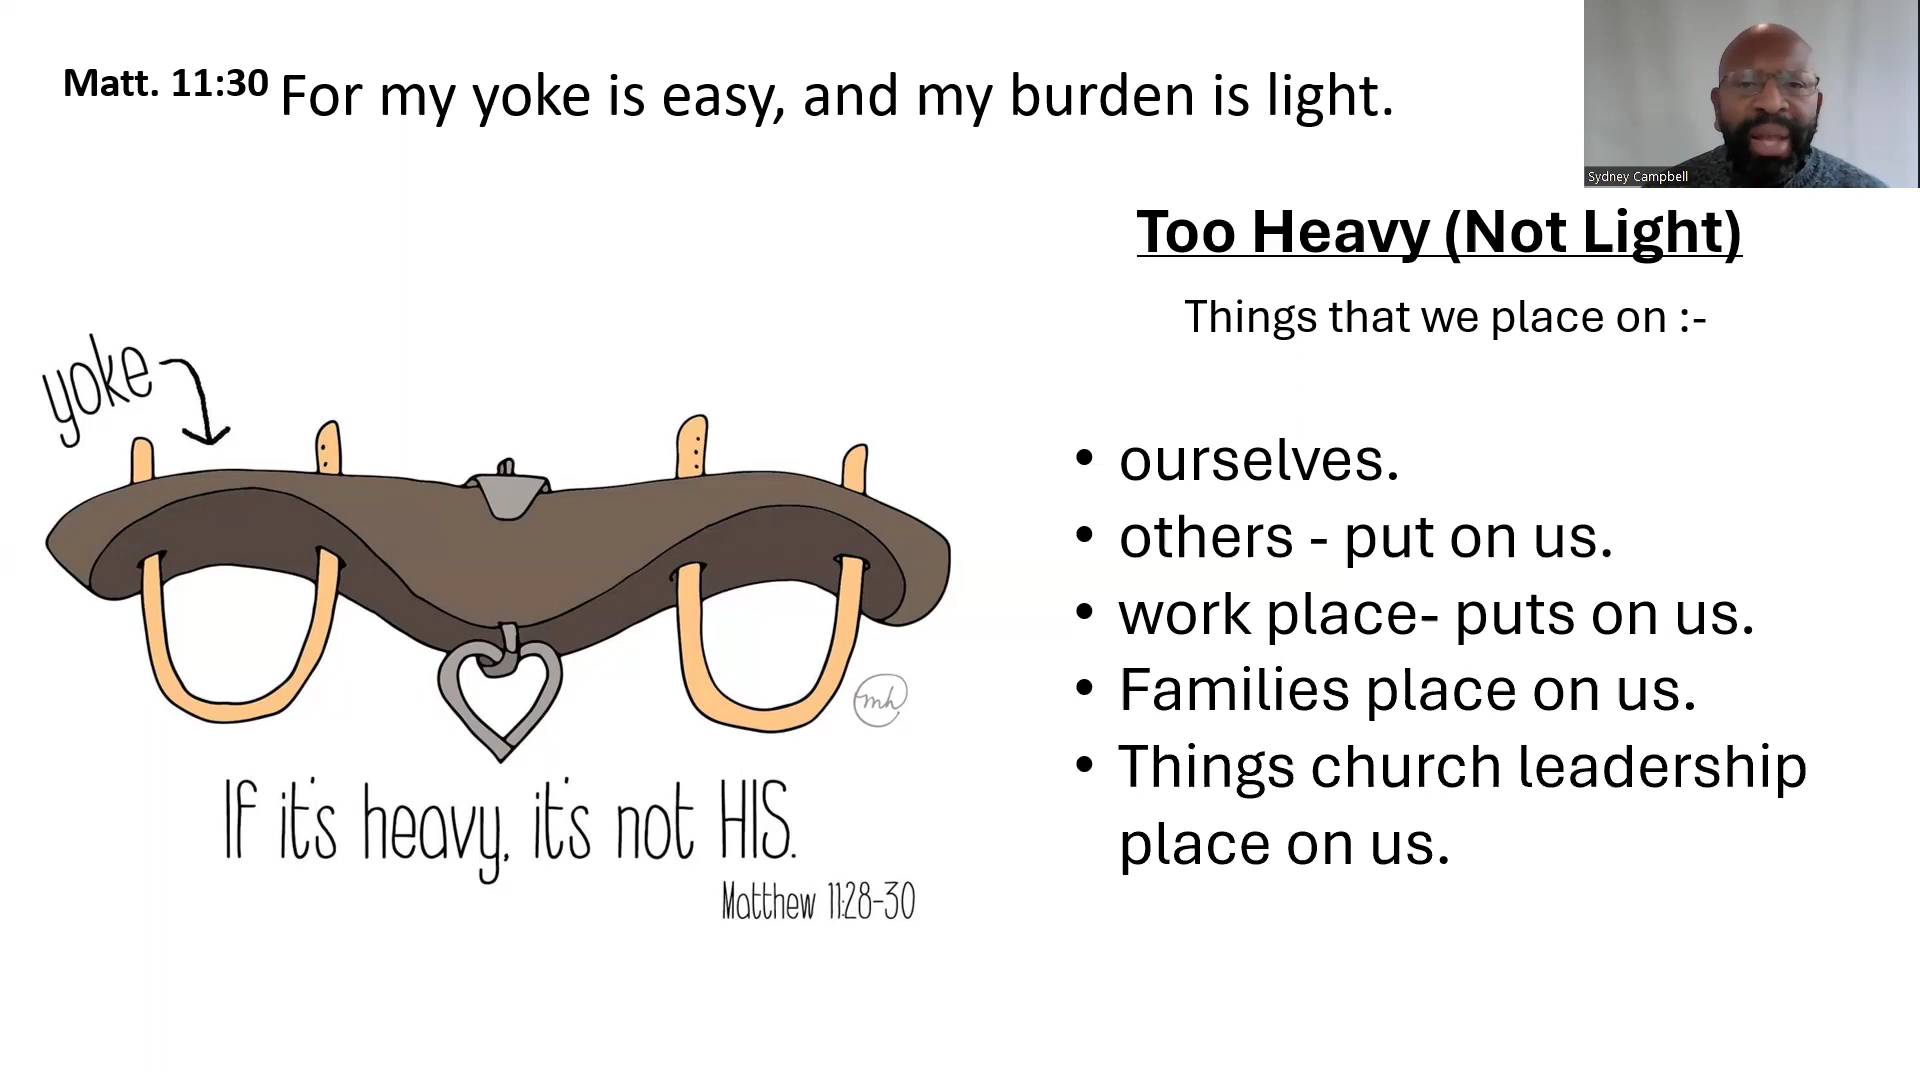 Matt. 11:30 For my yoke is easy, and my burden is light.
Sydney Campbell
Too Heavy (Not Light)
Things that we place on :-
• ourselves.
• others - put on us.
• work place- puts on us.
• Families place on us.
• Things church leadership
place on us.
yoke
mh
If it's heavy, it's not HIS.
Matthew 11:28-30